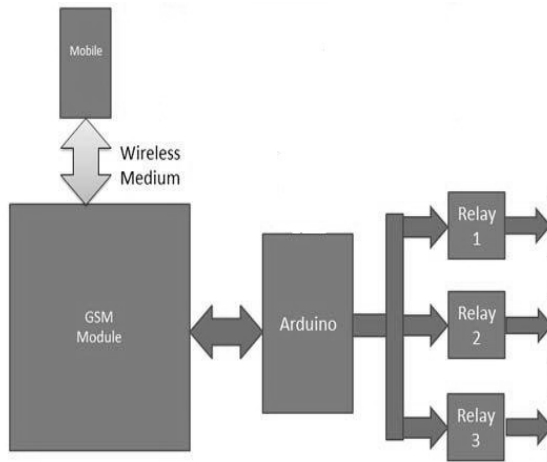 Mobile
Wireless
Medium
GSM
Module
Arduino
Relay
1
Relay
2
Relay
3